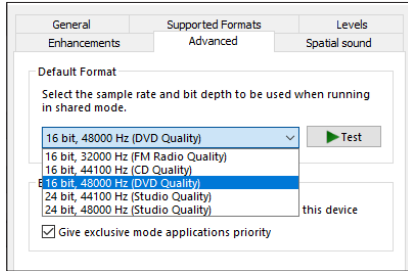 General Supported Formats Levels
Enhancements Advanced Spatial sound
Default Format
Select the sample rate and bit depth to be used when running
in shared mode.
16 bit, 48000 Hz (DVD Quality) Test
16 bit, 32000 Hz (FM Radio Quality)
16 bit, 44100 Hz (CD Quality)
16 bit, 48000 Hz (DVD Quality)
24 bit, 44100 Hz (Studio Quality)
24 bit, 48000 Hz (Studio Quality) this device
Give exclusive mode applications priority